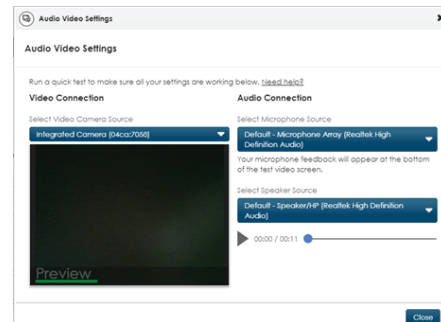 Audio Video Settings
Audio Video Settings
Run a quick test to make sure all your settings are working below. Need help?
Video Connection
Select Video Camera Source
Integrated Camera (04ca:7058)
Preview
Audio Connection
Select Microphone Source
Default - Microphone Array (Realtek High
Definition Audio)
Your microphone feedback will appear at the bottom
of the test video screen.
Select Speaker Source
Default - Speaker/HP (Realtek High Definition
Audio)
00:00 / 00:11
Close